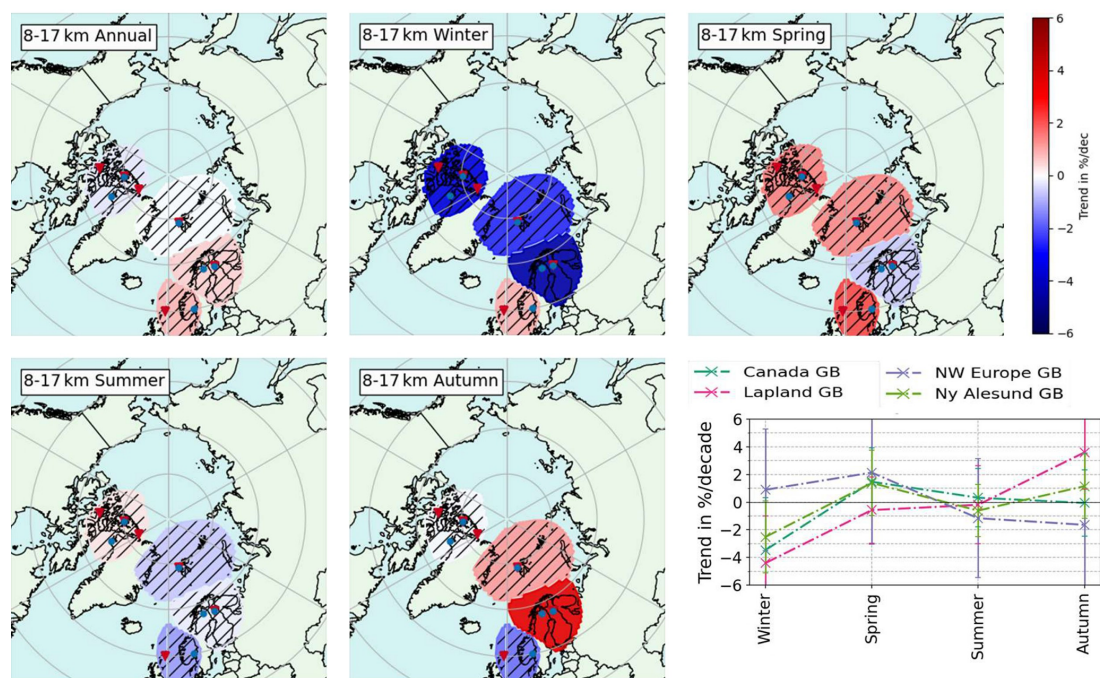 8-17 km Annual
8-17 km Winter
8-17 km Spring
6
4
2
0
−2
−4
−6
Trend in %/dec
8-17 km Summer
8-17 km Autumn
Canada GB
Lapland GB
NW Europe GB
Ny Alesund GB
Trend in %/decade
6
4
2
0
−2
−4
−6
Winter
Spring
Summer
Autumn